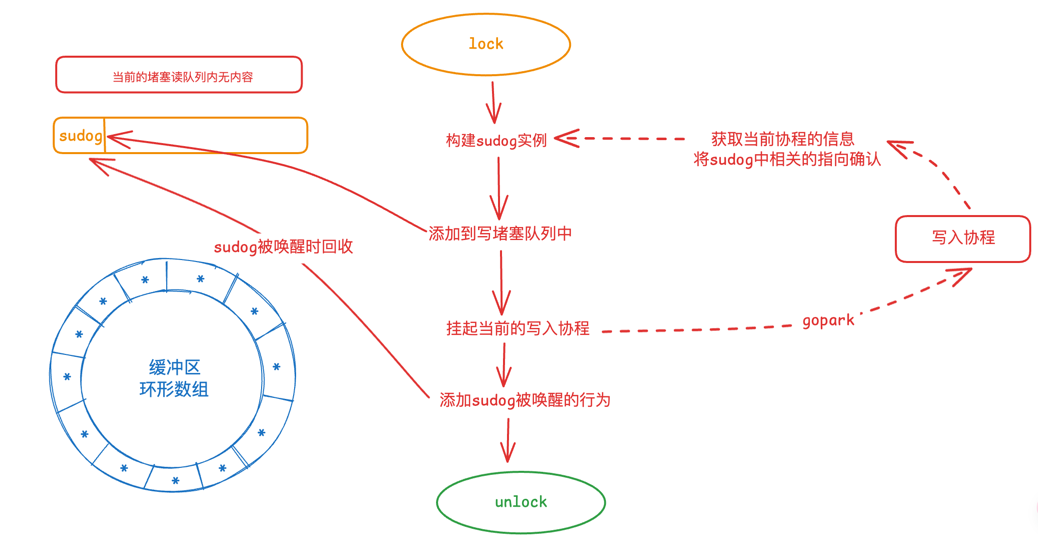 lock
当前的堵塞读队列内无内容
sudog
构建sudog实例
获取当前协程的信息
将sudog中相关的指向确认
添加到写堵塞队列中
写入协程
sudog被唤醒时回收
挂起当前的写入协程
gopark
缓冲区
环形数组
添加sudog被唤醒的行为
unlock
* * * * * * * * * * * * *